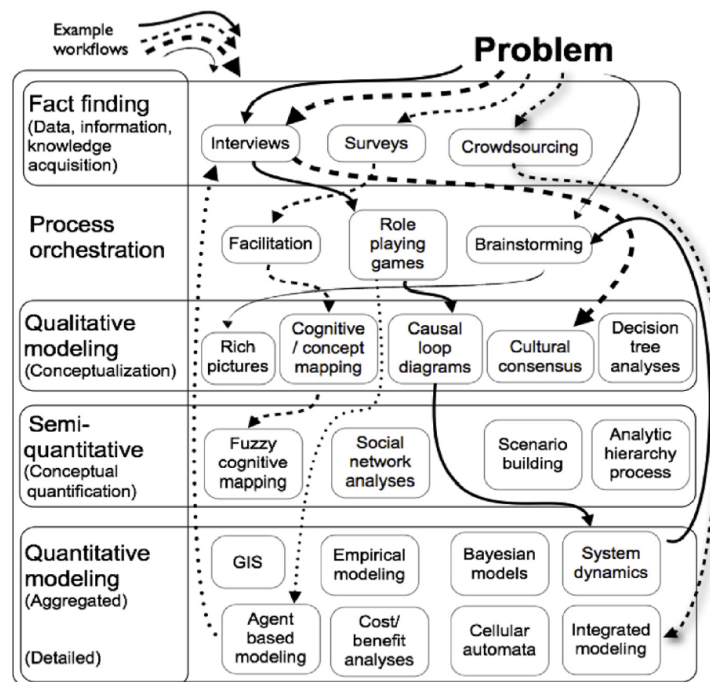 Example
workflows
Problem
Fact finding
(Data, information,
knowledge
acquisition)
Interviews
Surveys
Crowdsourcing
Process
orchestration
Facilitation
Role
playing
games
Brainstorming
Qualitative
modeling
(Conceptualization)
Rich
pictures
Cognitive
/ concept
mapping
Causal
loop
diagrams
Cultural
consensus
Decision
tree
analyses
Semi-
quantitative
(Conceptual
quantification)
Fuzzy
cognitive
mapping
Social
network
analyses
Scenario
building
Analytic
hierarchy
process
Quantitative
modeling
(Aggregated)
(Detailed)
GIS
Empirical
modeling
Bayesian
models
System
dynamics
Agent
based
modeling
Cost/
benefit
analyses
Cellular
automata
Integrated
modeling